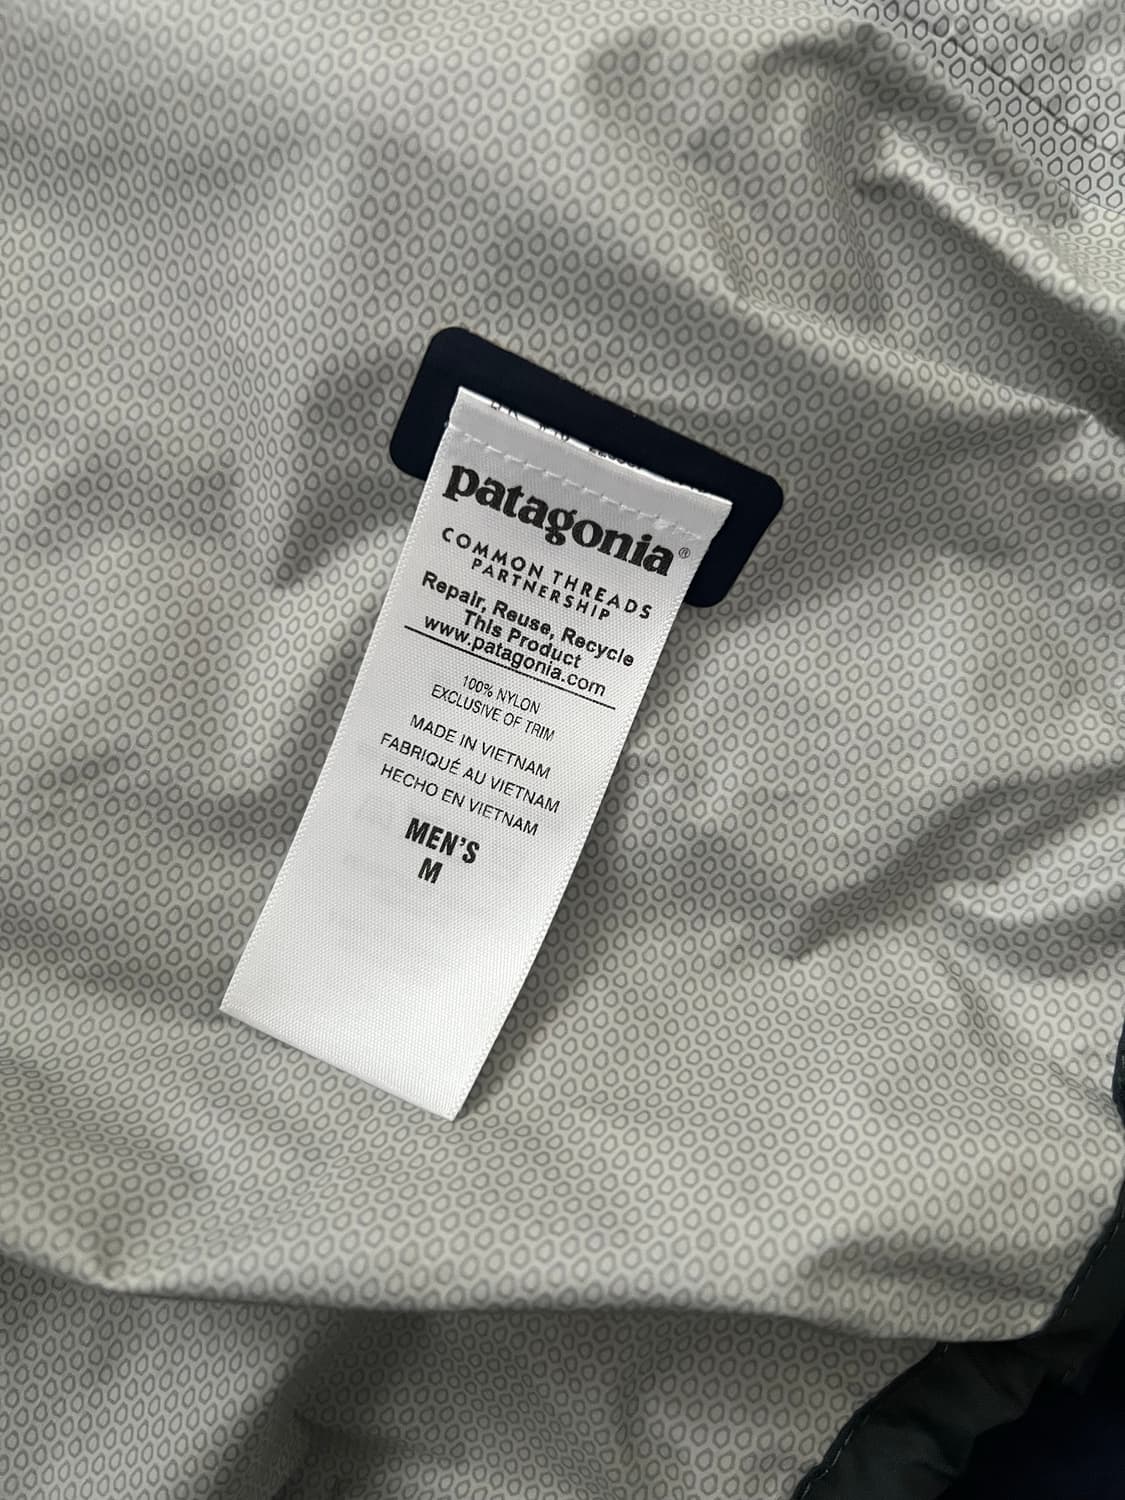 patagonia®
COMMON THREADS
PARTNERSHIP
Repair, Reuse, Recycle
This Product
www.patagonia.com
100% NYLON
EXCLUSIVE OF TRIM
MADE IN VIETNAM
FABRIQUÉ AU VIETNAM
HECHO EN VIETNAM
MEN'S
M